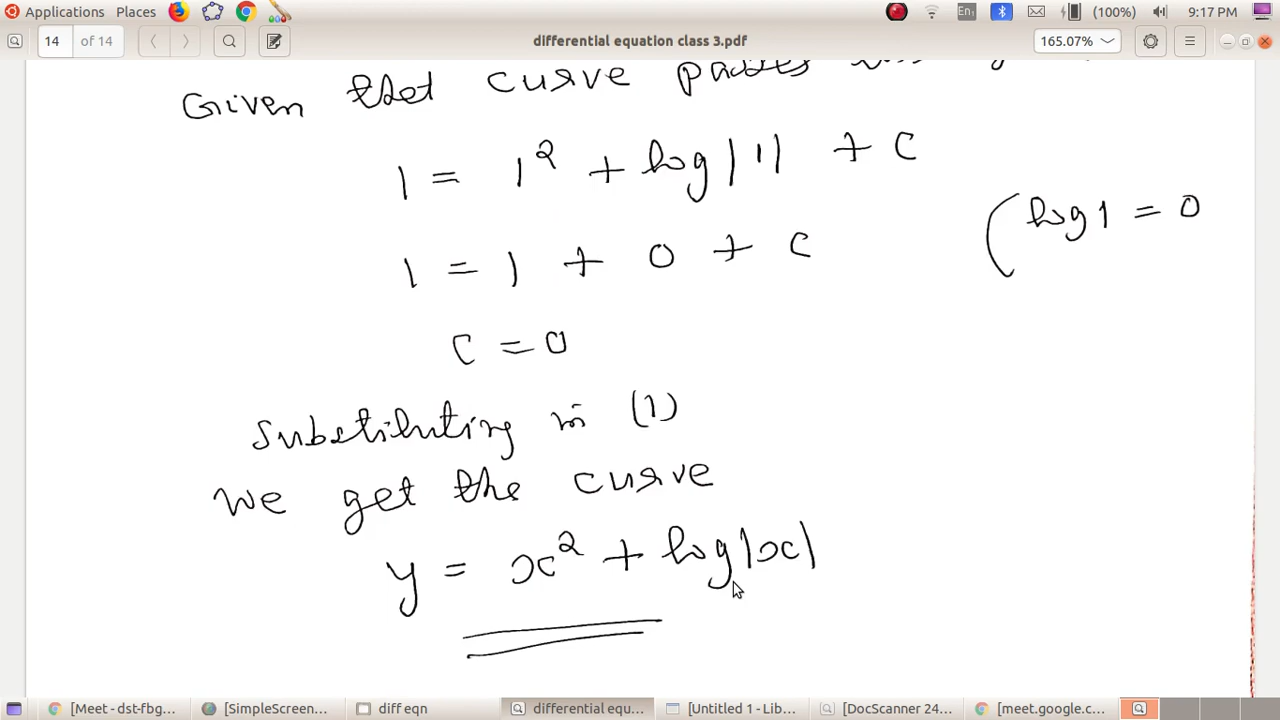 Applications Places En (100%) 9:17 PM
14 of 14 differential equation class 3.pdf 165.07%
Given that curve passes
1 = 1² + log|1| + c
(log 1 = 0
1 = 1 + 0 + c
c = 0
Substituting in (1)
We get the curve
y = x² + log|x|
[Meet - dst-fbg... [SimpleScreen... diff eqn differential equ... [Untitled 1 - Lib... [DocScanner 24... [meet.google.c...